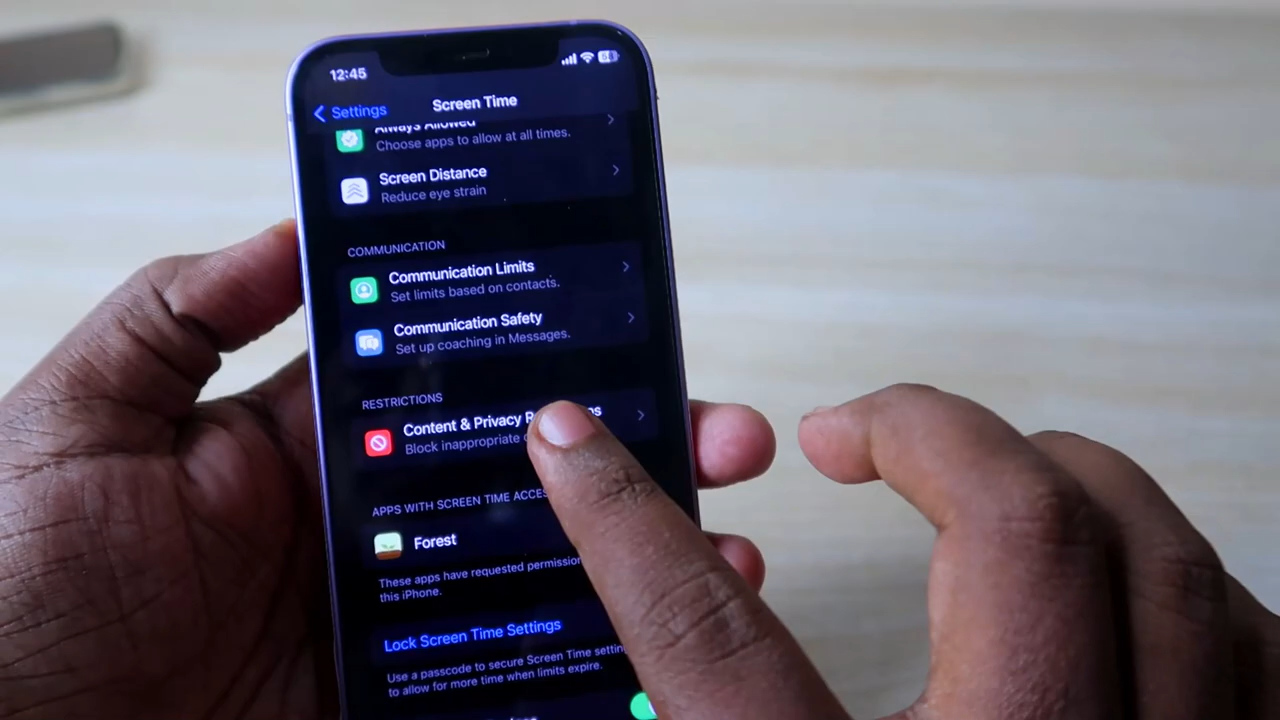 12:45
Settings
Screen Time
Always Allowed
Choose apps to allow at all times.
Screen Distance
Reduce eye strain
COMMUNICATION
Communication Limits
Set limits based on contacts.
Communication Safety
Set up coaching in Messages.
RESTRICTIONS
Content & Privacy
Block inappropriate
APPS WITH SCREEN TIME
Forest
These apps have requested permission
this iPhone.
Lock Screen Time Settings
Use a passcode to secure Screen Time
to allow for more time when limits expire.